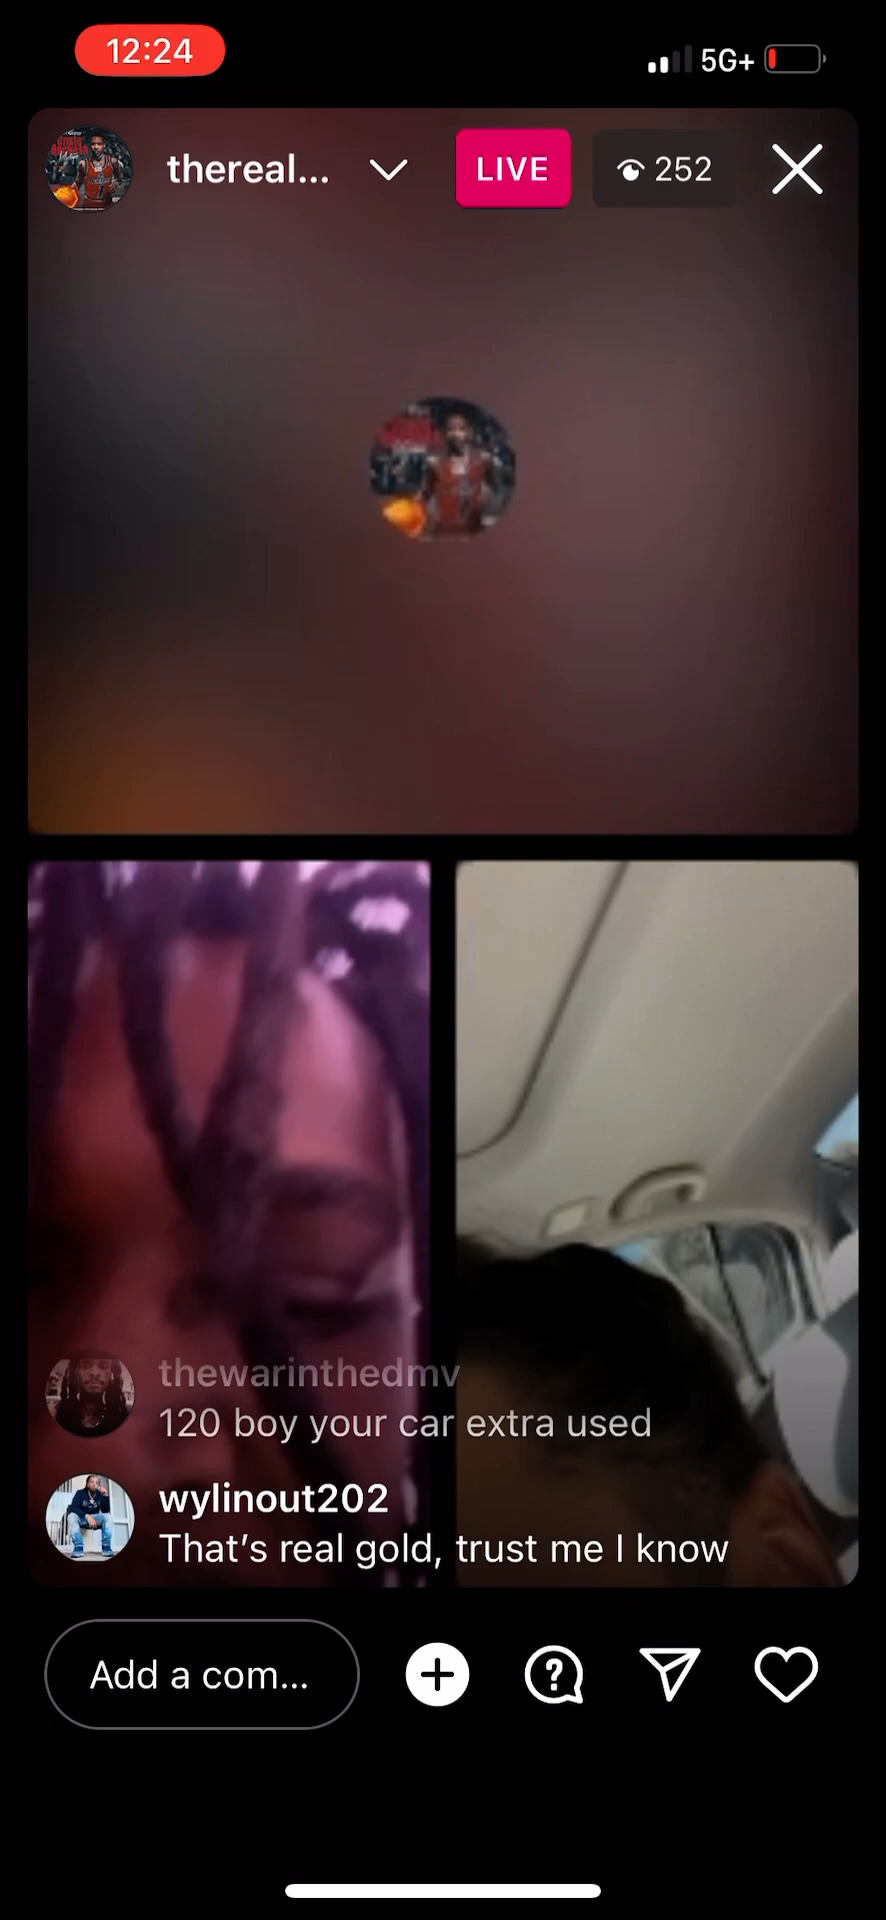 12:24
5G+
thereal...
LIVE
252
thewarinthedmv
120 boy your car extra used
wylinout202
That's real gold, trust me I know
Add a com...